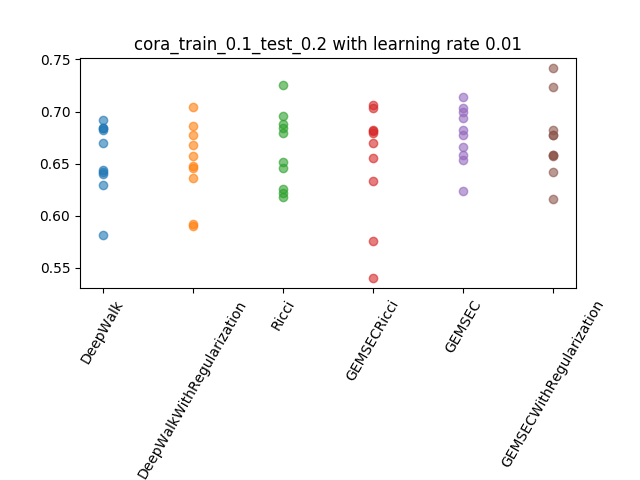 cora_train_0.1_test_0.2 with learning rate 0.01
0.75
0.70
0.65
0.60
0.55
DeepWalk
DeepWalkWithRegularization
Ricci
GEMSECRicci
GEMSEC
GEMSECWithRegularization